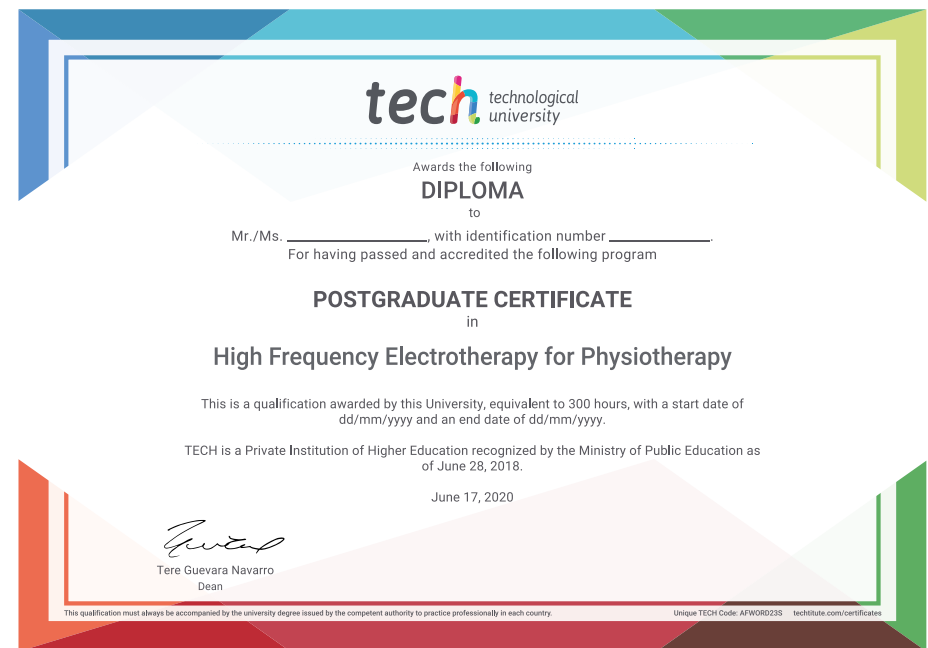 tech technological
university
Awards the following
DIPLOMA
to
Mr./Ms. ____________, with identification number ____________.
For having passed and accredited the following program
POSTGRADUATE CERTIFICATE
in
High Frequency Electrotherapy for Physiotherapy
This is a qualification awarded by this University, equivalent to 300 hours, with a start date of
dd/mm/yyyy and an end date of dd/mm/yyyy.
TECH is a Private Institution of Higher Education recognized by the Ministry of Public Education as
of June 28, 2018.
June 17, 2020
Tere Guevara Navarro
Dean
This qualification must always be accompanied by the university degree issued by the competent authority to practice professionally in each country.
Unique TECH Code: AFWORD23S techtitute.com/certificates